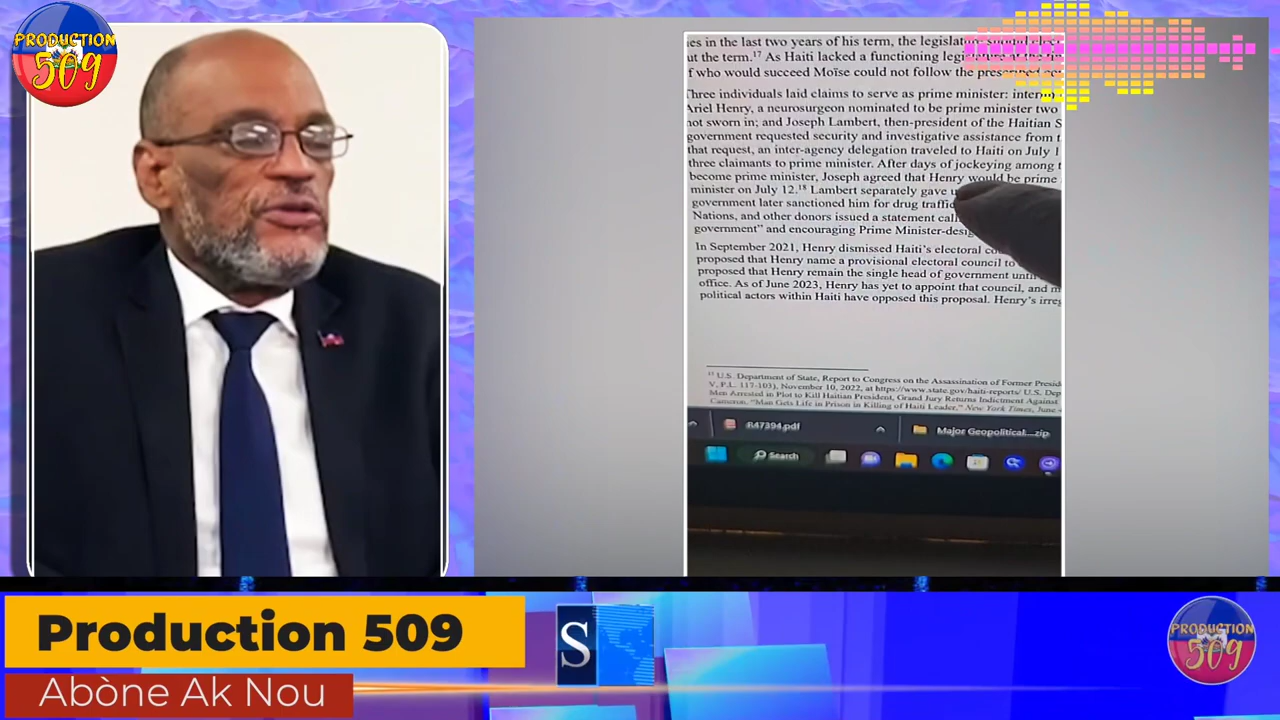 PRODUCTION
509
es in the last two years of his term, the
ut the term.¹⁷ As Haiti lacked a functioning
f who would succeed Moïse could not follow the
Three individuals laid claims to serve as prime minister:
Ariel Henry, a neurosurgeon nominated to be prime minister two
not sworn in; and Joseph Lambert, then-president of the Haitian S
government requested security and investigative assistance from t
that request, an inter-agency delegation traveled to Haiti on July 1
three claimants to prime minister. After days of jockeying among t
become prime minister, Joseph agreed that Henry would be prime
minister on July 12.¹⁸ Lambert separately gave u
government later sanctioned him for drug traffic
Nations, and other donors issued a statement call
government” and encouraging Prime Minister-desig
In September 2021, Henry dismissed Haiti’s electoral co
proposed that Henry name a provisional electoral council to
proposed that Henry remain the single head of government until
office. As of June 2023, Henry has yet to appoint that council, and m
political actors within Haiti have opposed this proposal. Henry’s irreg
U.S. Department of State, Report to Congress on the Assassination of Former Presid
V, P.L. 117-103), November 10, 2022, at https://www.state.gov/haiti-reports/ U.S. Dep
Men Arrested in Plot to Kill Haitian President, Grand Jury Returns Indictment Against
Cameron, “Man Gets Life in Prison in Killing of Haiti Leader,” New York Times, June
R47394.pdf
Major Geopolitical....zip
Search
Production 509
Abòne Ak Nou
S
PRODUCTION
509